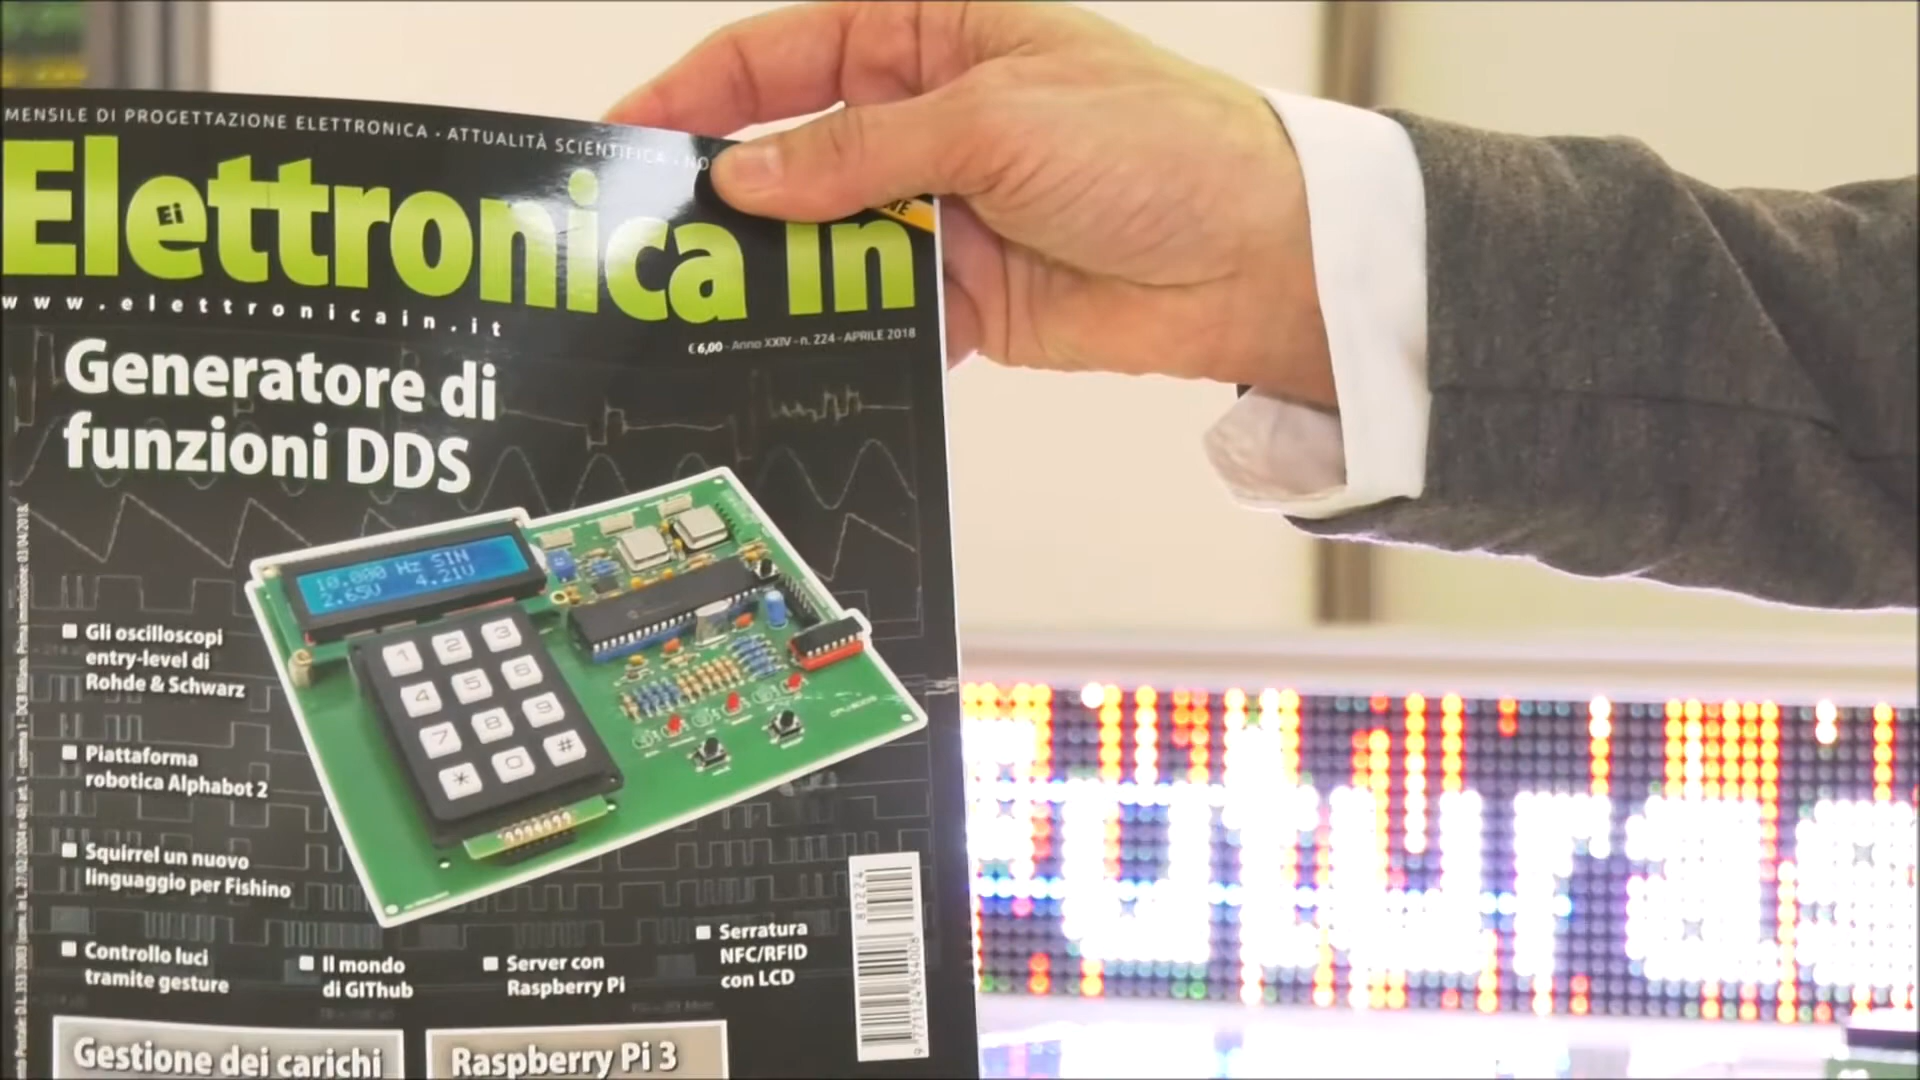 MENSILE DI PROGETTAZIONE ELETTRONICA • ATTUALITÀ SCIENTIFICA •
Elettronica In
Ei
www.elettronicain.it
€ 6,00 - Anno XXIV - n. 224 - APRILE 2018
Generatore di
funzioni DDS
10.000 Hz SIN
2.65V 4.21V
1 2 3
4 5 6
7 8 9
* 0 #
Gli oscilloscopi
entry-level di
Rohde & Schwarz
Piattaforma
robotica Alphabot 2
Squirrel un nuovo
linguaggio per Fishino
Controllo luci
tramite gesture
Il mondo
di GIThub
Server con
Raspberry Pi
Serratura
NFC/RFID
con LCD
80224
Gestione dei carichi
Raspberry Pi 3